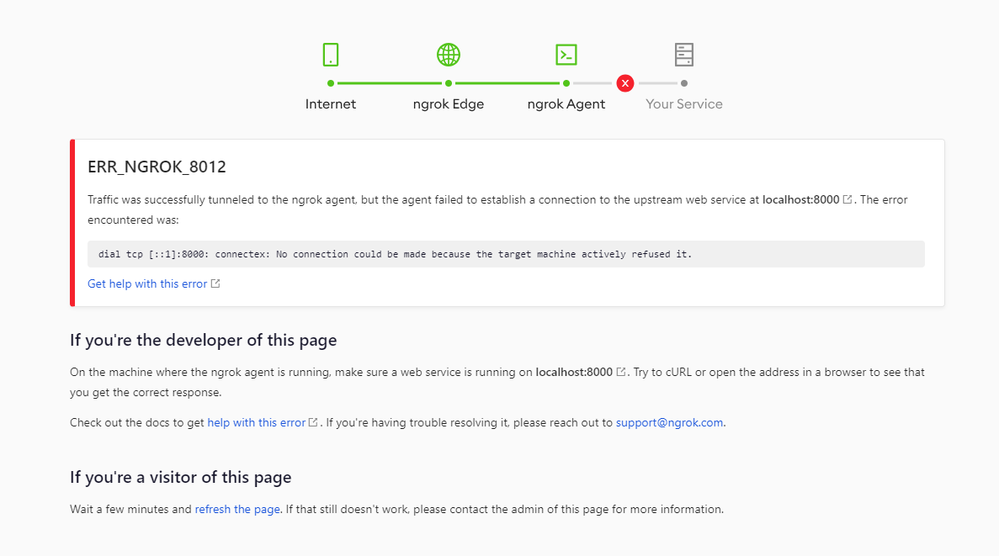 Internet
ngrok Edge
ngrok Agent
Your Service
ERR_NGROK_8012
Traffic was successfully tunneled to the ngrok agent, but the agent failed to establish a connection to the upstream web service at localhost:8000. The error
encountered was:
dial tcp [::1]:8000: connectex: No connection could be made because the target machine actively refused it.
Get help with this error
If you're the developer of this page
On the machine where the ngrok agent is running, make sure a web service is running on localhost:8000. Try to cURL or open the address in a browser to see that
you get the correct response.
Check out the docs to get help with this error. If you're having trouble resolving it, please reach out to support@ngrok.com.
If you're a visitor of this page
Wait a few minutes and refresh the page. If that still doesn't work, please contact the admin of this page for more information.